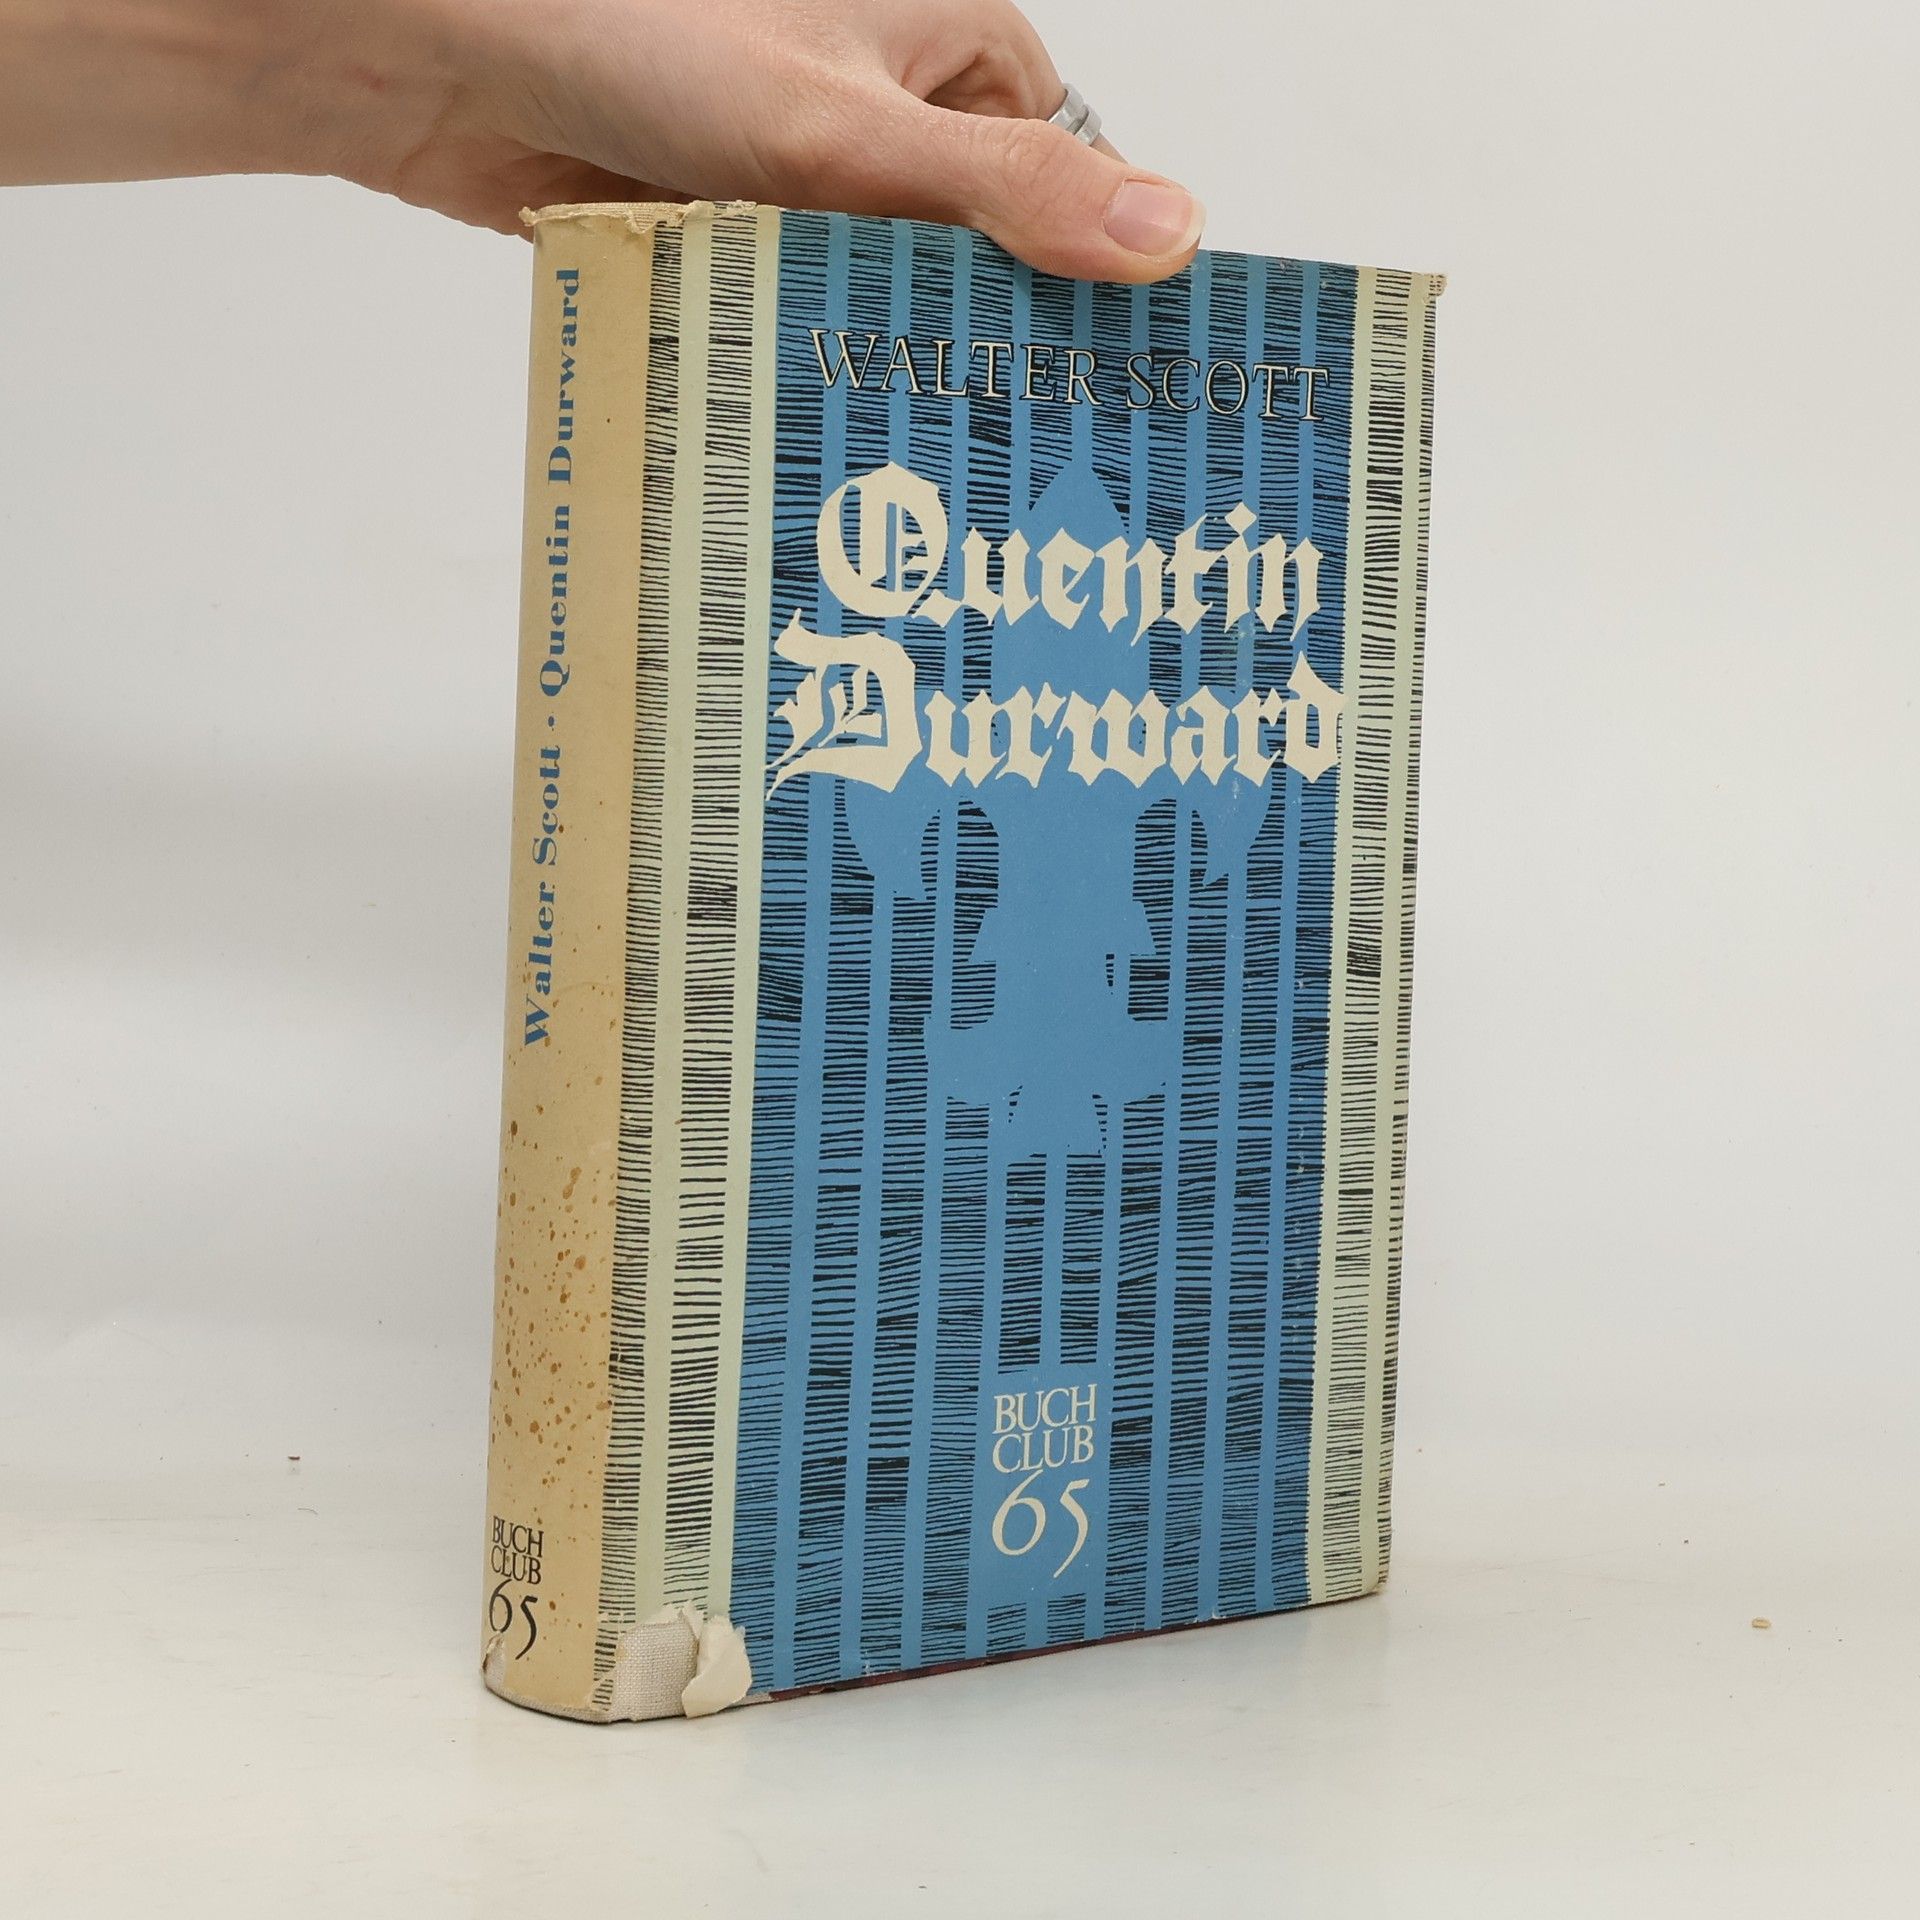 Walter Scott · Quentin Durward
BUCH
CLUB
65
WALTER SCOTT
Quentin
Durward
BUCH
CLUB
65